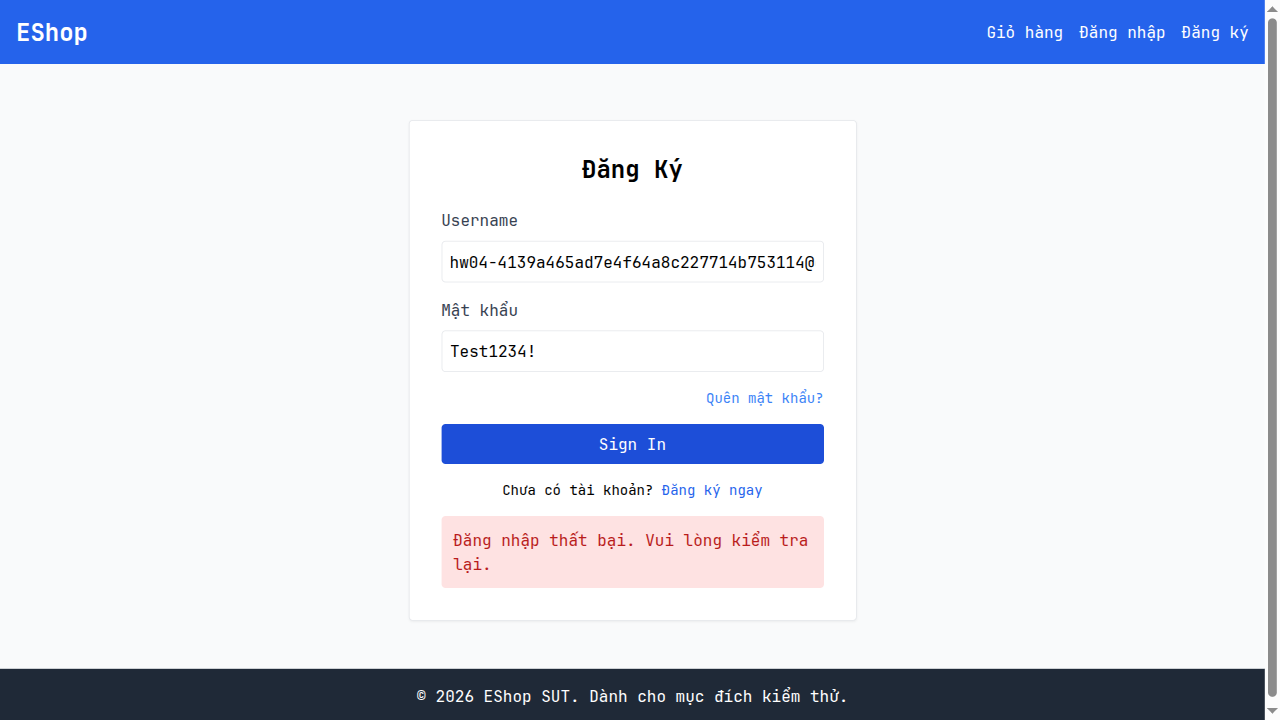 EShop
Giỏ hàng Đăng nhập Đăng ký
Đăng Ký
Username
hw04-4139a465ad7e4f64a8c227714b753114@
Mật khẩu
Test1234!
Quên mật khẩu?
Sign In
Chưa có tài khoản? Đăng ký ngay
Đăng nhập thất bại. Vui lòng kiểm tra
lại.
© 2026 EShop SUT. Dành cho mục đích kiểm thử.